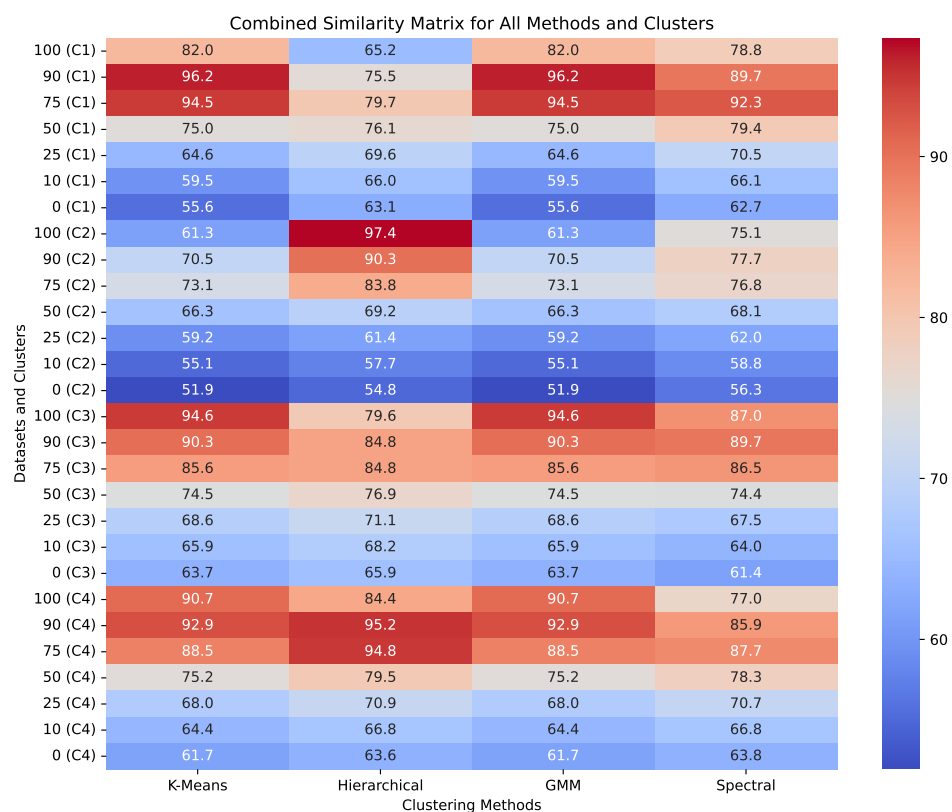 Combined Similarity Matrix for All Methods and Clusters
Datasets and Clusters
100 (C1) 82.0 65.2 82.0 78.8
90 (C1) 96.2 75.5 96.2 89.7
75 (C1) 94.5 79.7 94.5 92.3
50 (C1) 75.0 76.1 75.0 79.4
25 (C1) 64.6 69.6 64.6 70.5
10 (C1) 59.5 66.0 59.5 66.1
0 (C1) 55.6 63.1 55.6 62.7
100 (C2) 61.3 97.4 61.3 75.1
90 (C2) 70.5 90.3 70.5 77.7
75 (C2) 73.1 83.8 73.1 76.8
50 (C2) 66.3 69.2 66.3 68.1
25 (C2) 59.2 61.4 59.2 62.0
10 (C2) 55.1 57.7 55.1 58.8
0 (C2) 51.9 54.8 51.9 56.3
100 (C3) 94.6 79.6 94.6 87.0
90 (C3) 90.3 84.8 90.3 89.7
75 (C3) 85.6 84.8 85.6 86.5
50 (C3) 74.5 76.9 74.5 74.4
25 (C3) 68.6 71.1 68.6 67.5
10 (C3) 65.9 68.2 65.9 64.0
0 (C3) 63.7 65.9 63.7 61.4
100 (C4) 90.7 84.4 90.7 77.0
90 (C4) 92.9 95.2 92.9 85.9
75 (C4) 88.5 94.8 88.5 87.7
50 (C4) 75.2 79.5 75.2 78.3
25 (C4) 68.0 70.9 68.0 70.7
10 (C4) 64.4 66.8 64.4 66.8
0 (C4) 61.7 63.6 61.7 63.8
K-Means Hierarchical GMM Spectral
Clustering Methods
90
80
70
60